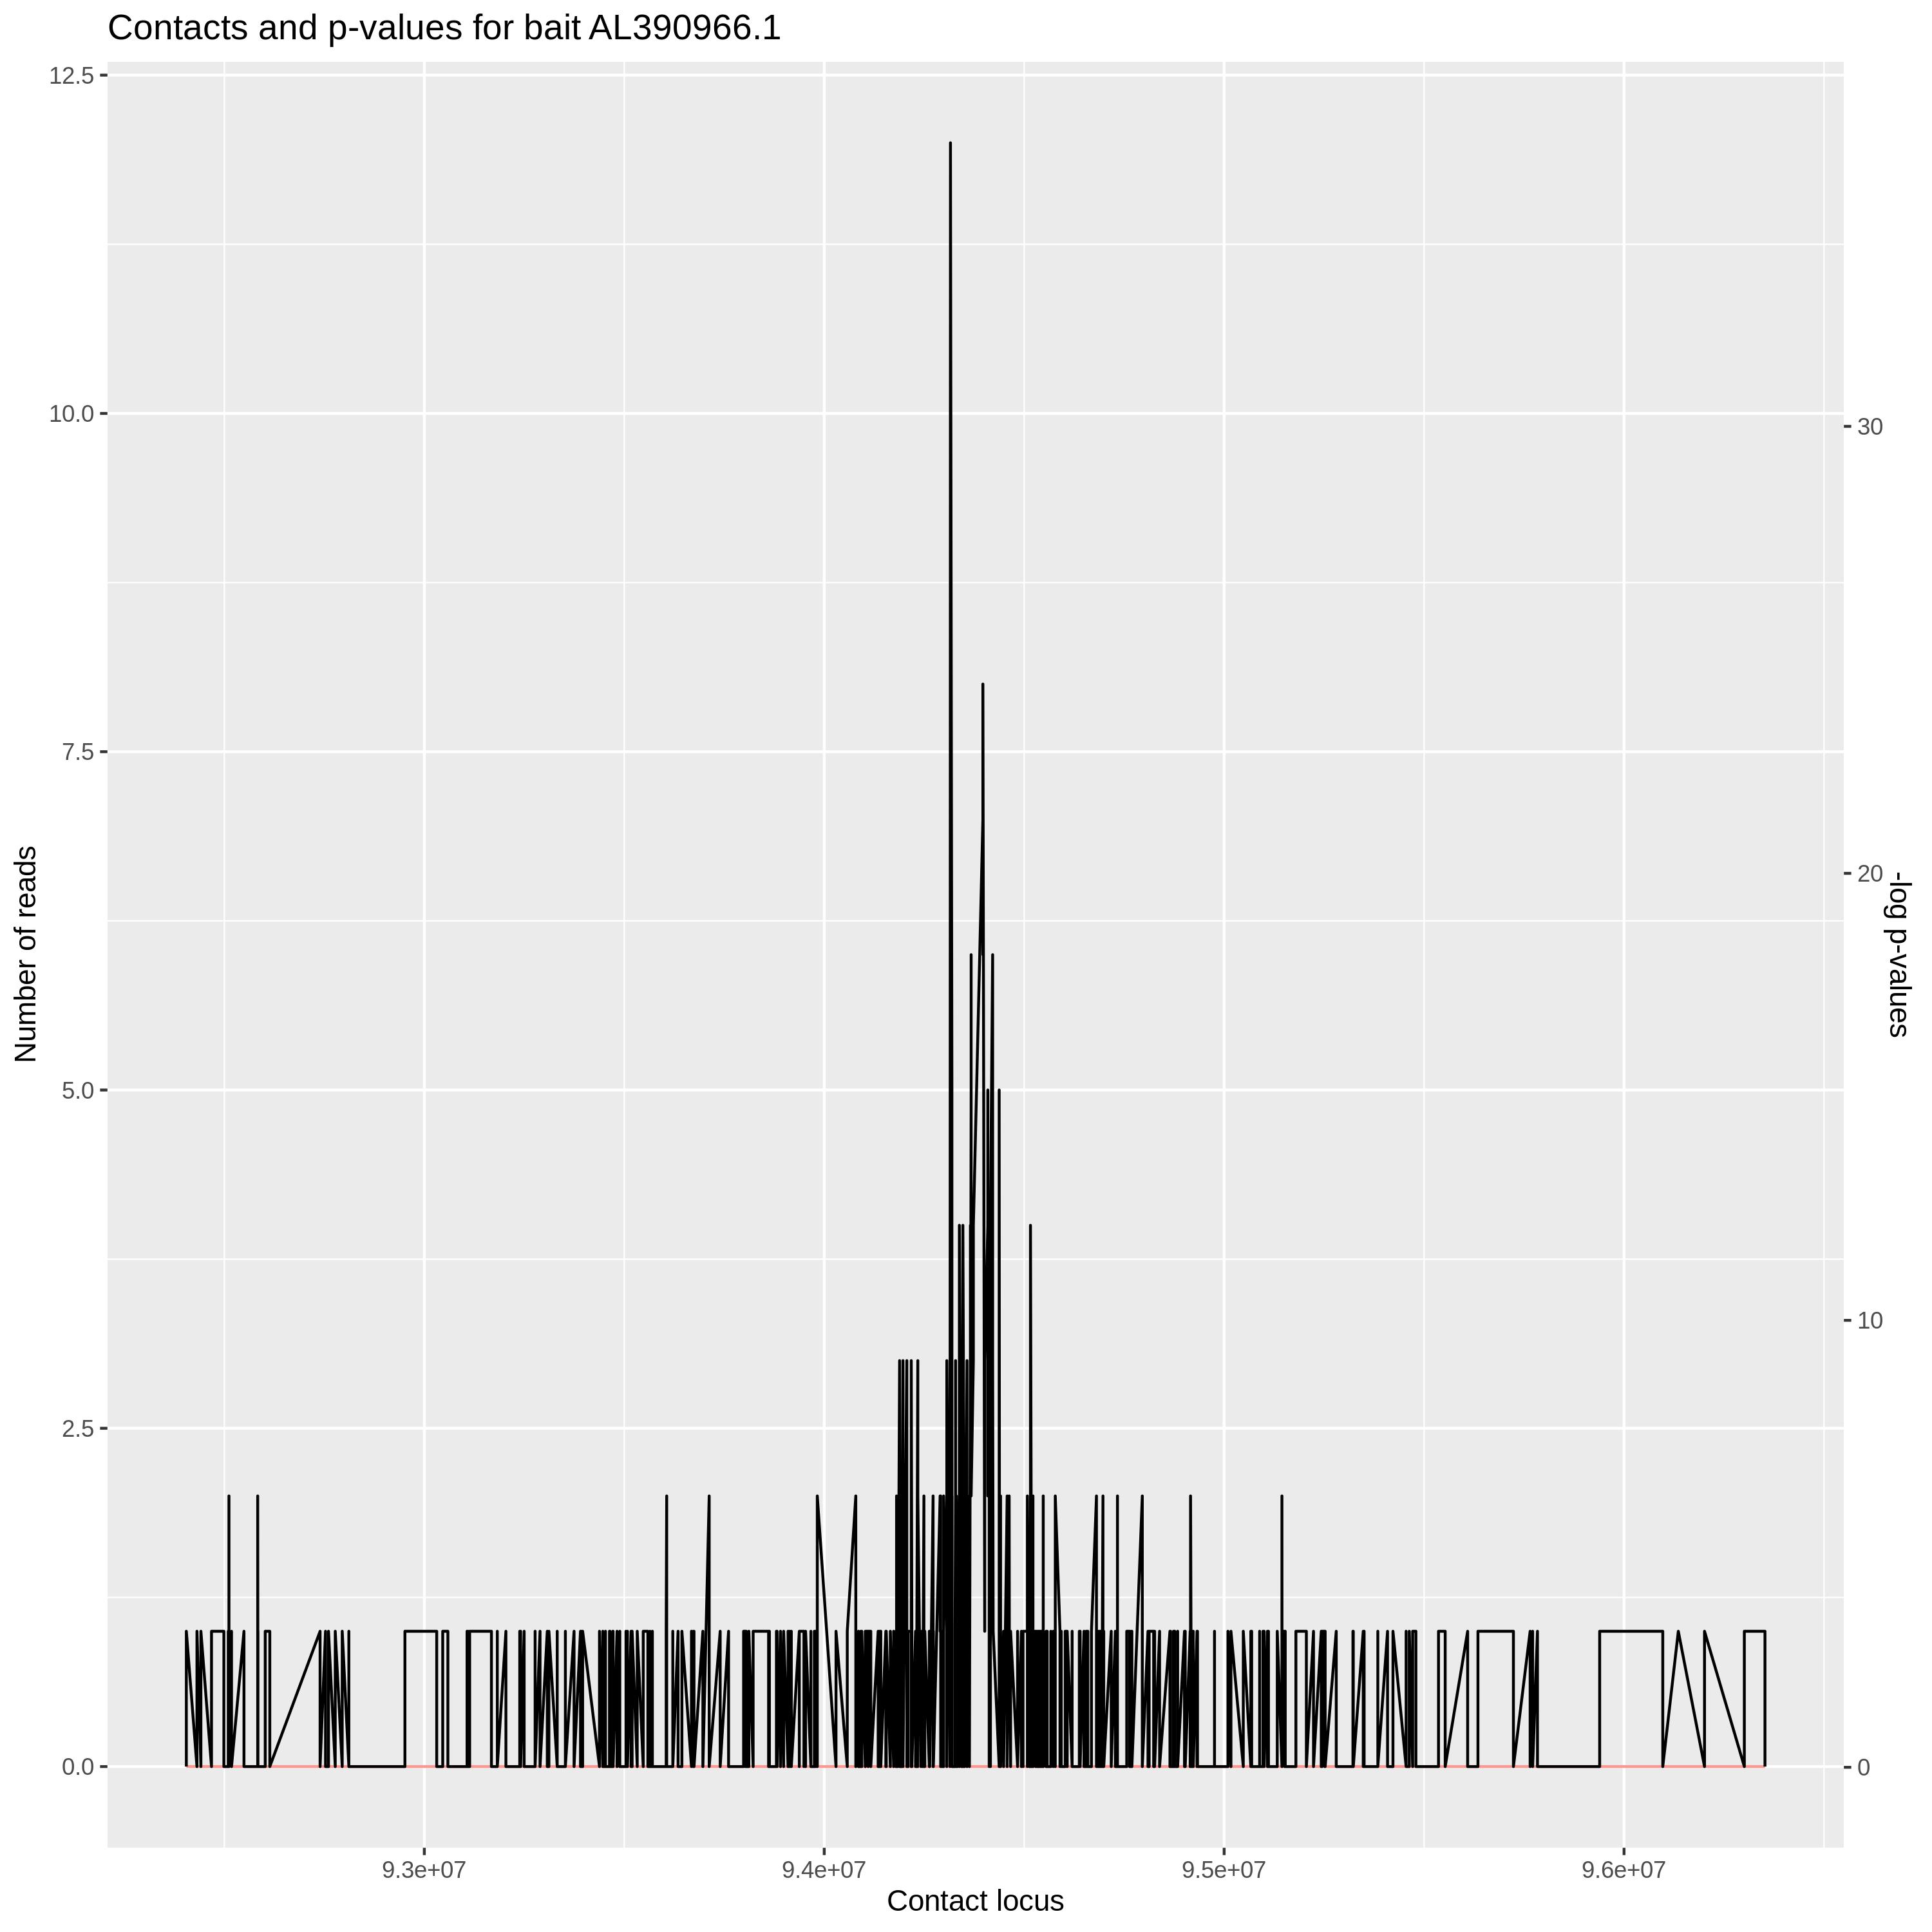 Contacts and p-values for bait AL390966.1
12.5
10.0
7.5
5.0
2.5
0.0
Number of reads
30
20
10
0
-log p-values
9.3e+07
9.4e+07
9.5e+07
9.6e+07
Contact locus